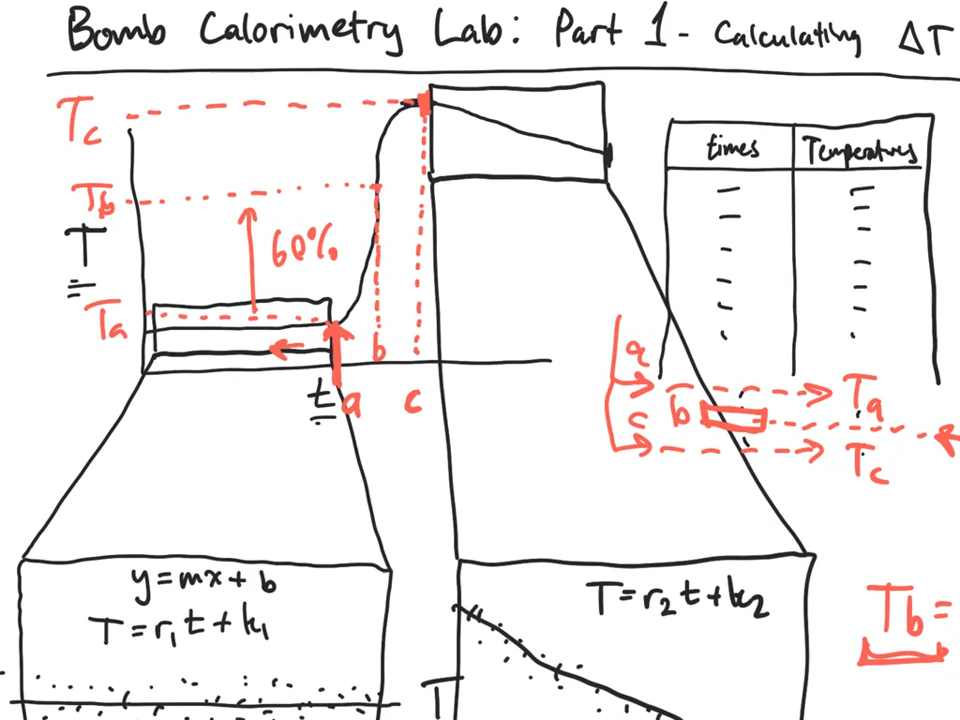 Bomb Calorimetry Lab: Part 1 - Calculating ΔT
Tc
Tb
T
60%
Ta
b
t
a
c
times Temperatures
a
Ta
c
b
Tc
y=mx+b
T=r₁t+k₁
T=r₂t+k₂
Tb=
T